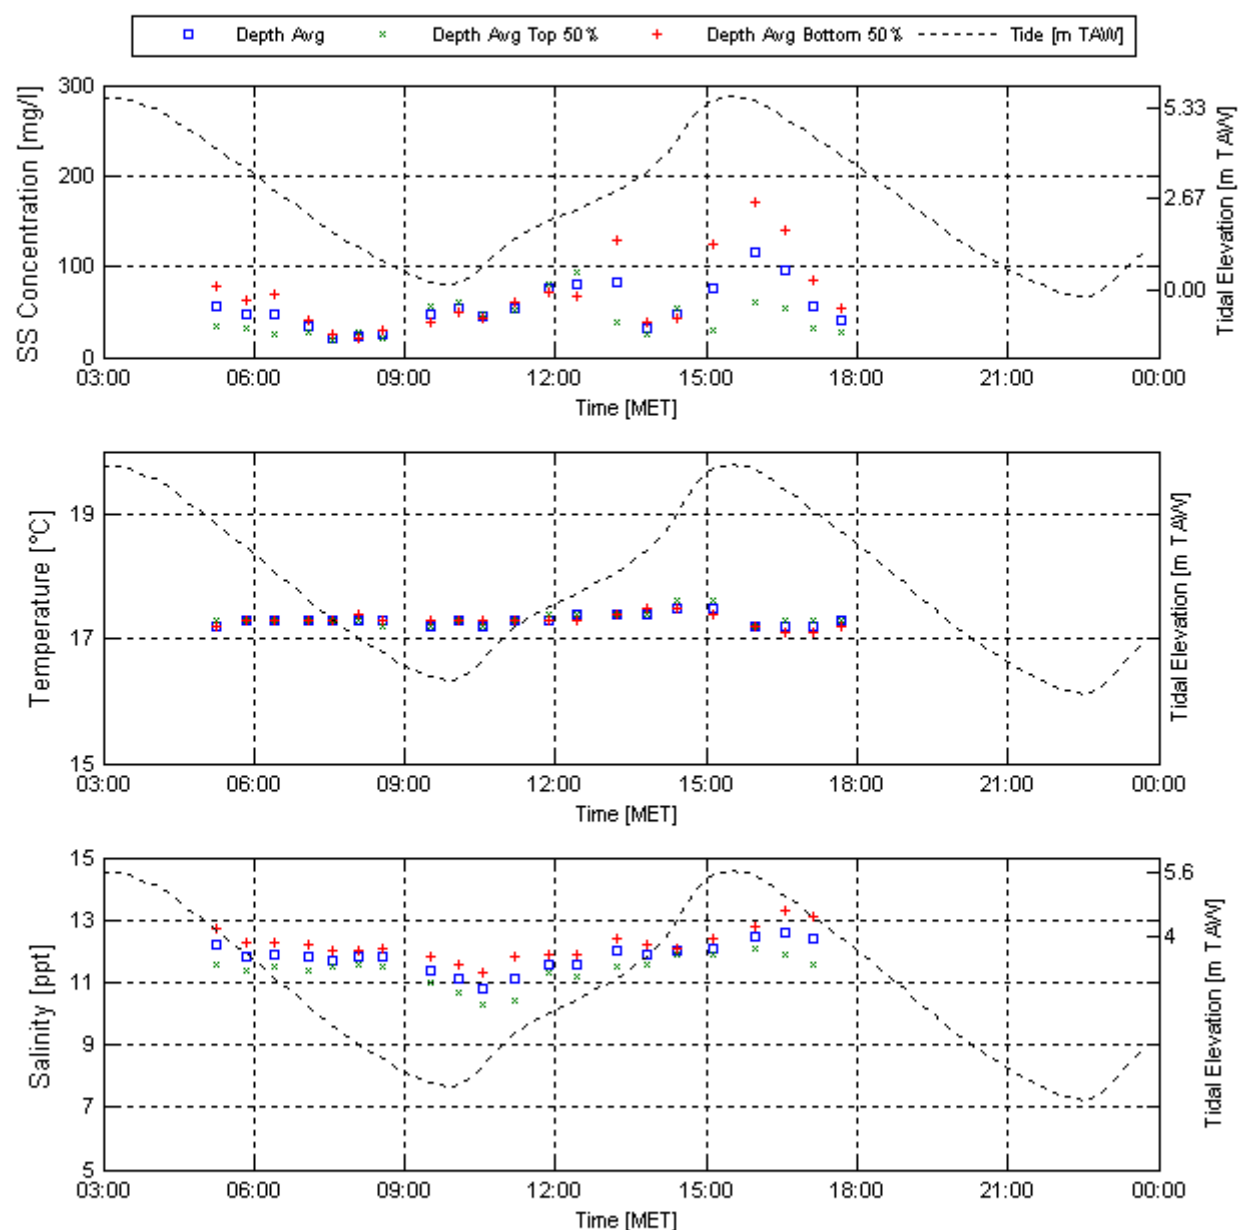 Depth Avg Depth Avg Top 50% Depth Avg Bottom 50% Tide [m TAW]
SS Concentration [mg/l]
300
200
100
0
5.33
2.67
0.00
Tidal Elevation [m TAW]
03:00 06:00 09:00 12:00 15:00 18:00 21:00 00:00
Time [MET]
Temperature [°C]
19
17
15
Tidal Elevation [m TAW]
03:00 06:00 09:00 12:00 15:00 18:00 21:00 00:00
Time [MET]
Salinity [ppt]
15
13
11
9
7
5
5.6
4
Tidal Elevation [m TAW]
03:00 06:00 09:00 12:00 15:00 18:00 21:00 00:00
Time [MET]